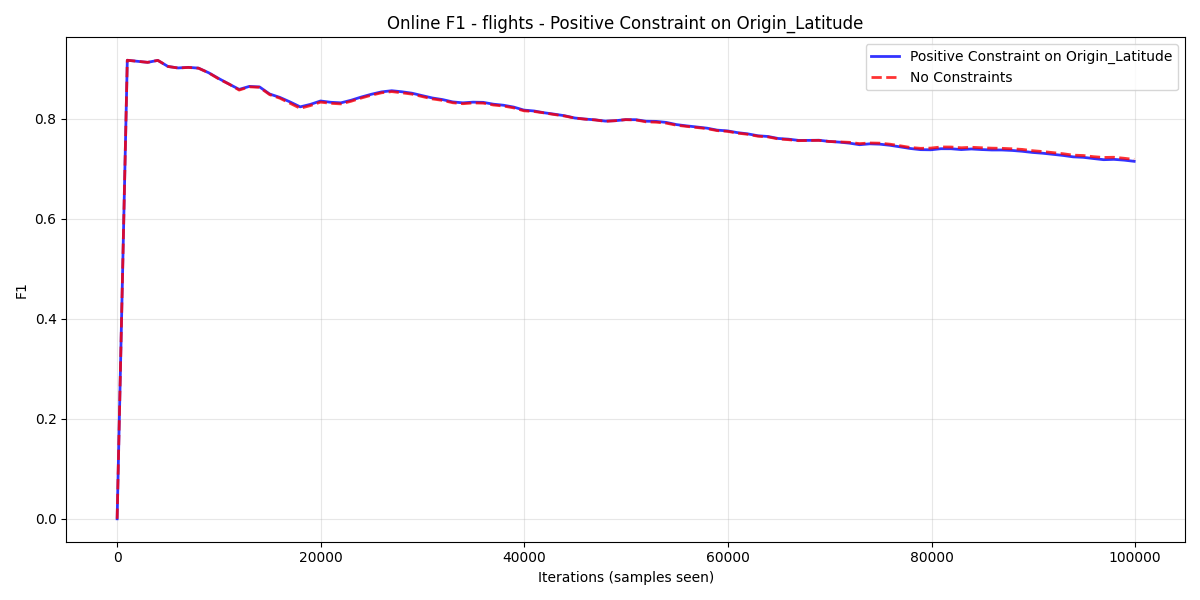 Online F1 - flights - Positive Constraint on Origin_Latitude
Positive Constraint on Origin_Latitude
No Constraints
F1
0.8
0.6
0.4
0.2
0.0
0
20000
40000
60000
80000
100000
Iterations (samples seen)